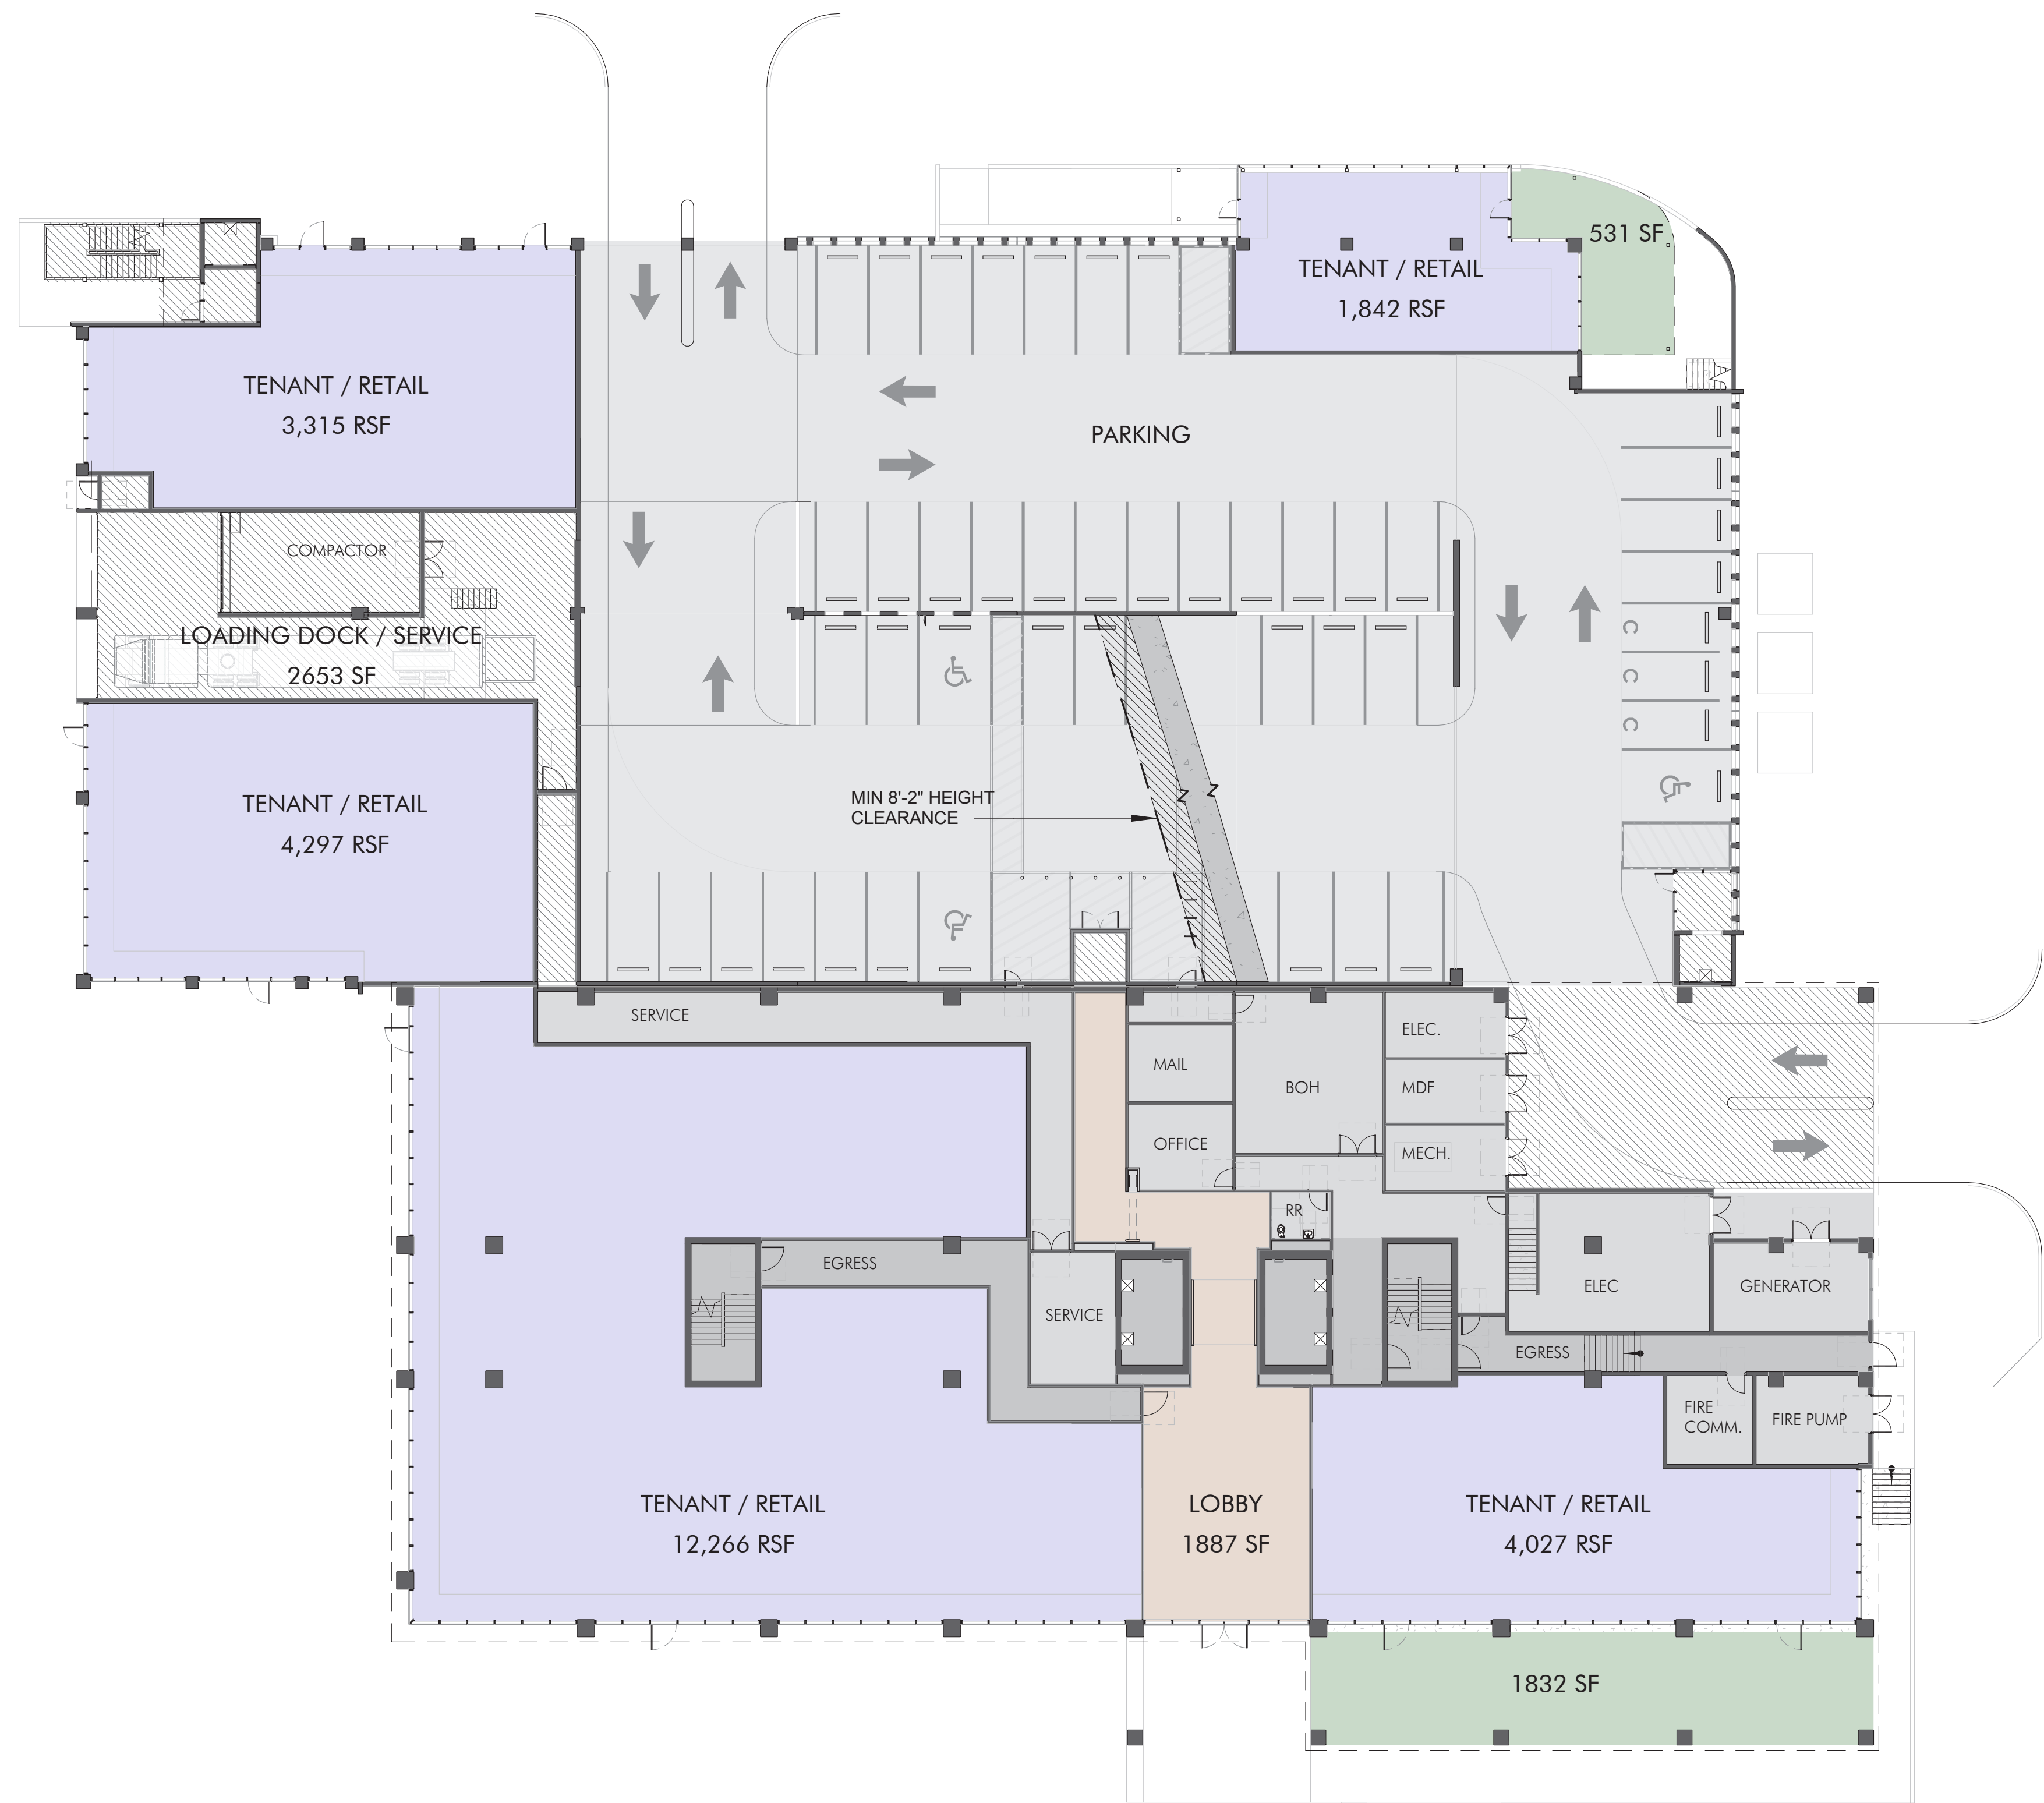 531 SF
TENANT / RETAIL
1,842 RSF
TENANT / RETAIL
3,315 RSF
PARKING
COMPACTOR
LOADING DOCK / SERVICE
2653 SF
C
C
C
TENANT / RETAIL
4,297 RSF
MIN 8'-2" HEIGHT
CLEARANCE
SERVICE
MAIL
OFFICE
BOH
ELEC.
MDF
MECH.
RR
EGRESS
SERVICE
ELEC
GENERATOR
EGRESS
FIRE
COMM.
FIRE PUMP
TENANT / RETAIL
12,266 RSF
LOBBY
1887 SF
TENANT / RETAIL
4,027 RSF
1832 SF